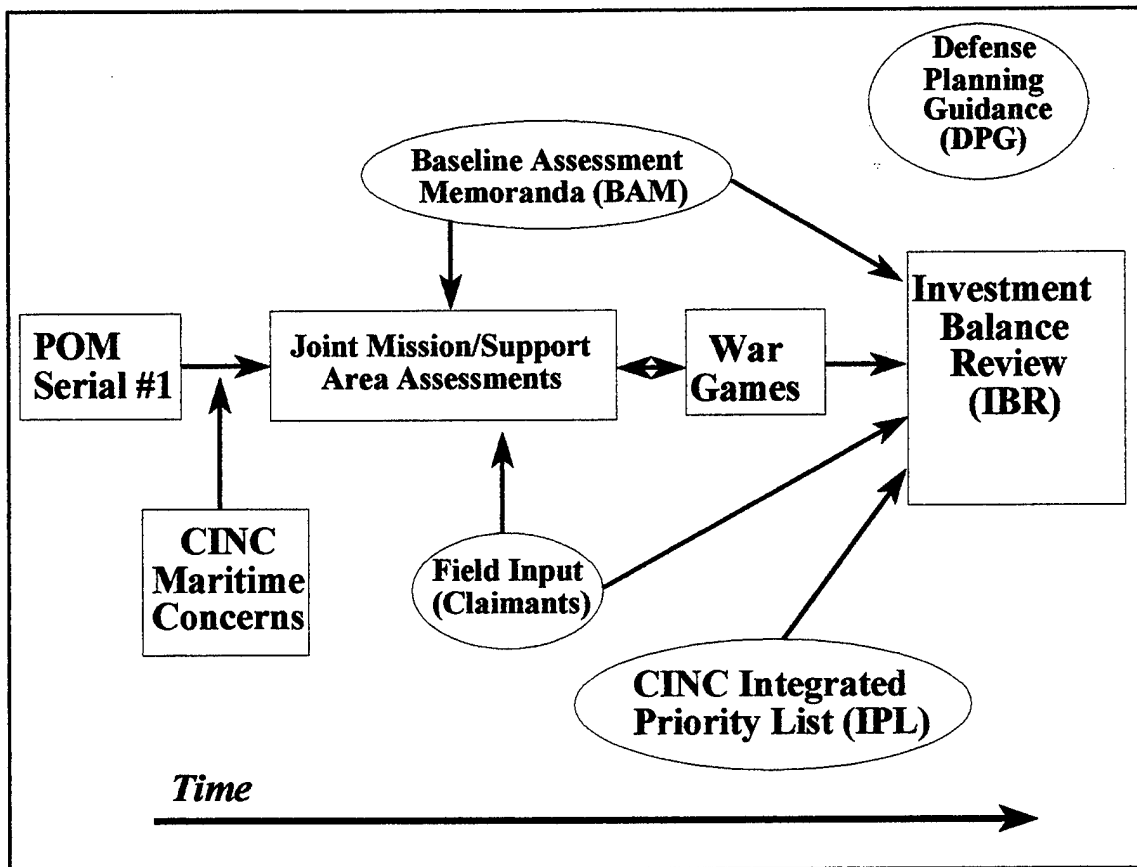 Defense
Planning
Guidance
(DPG)
Baseline Assessment
Memoranda (BAM)
Investment
Balance
Review
(IBR)
POM
Serial #1
Joint Mission/Support
Area Assessments
War
Games
CINC
Maritime
Concerns
Field Input
(Claimants)
CINC Integrated
Priority List (IPL)
Time